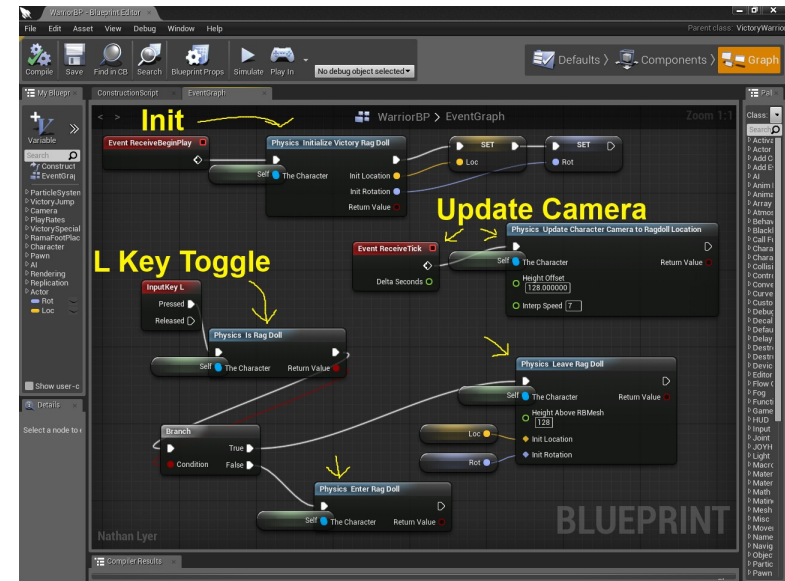 WarriorBP - Blueprint Editor
File Edit Asset View Debug Window Help
Parent class: VictoryWarrior
Compile Save Find in CB Search Blueprint Props Simulate Play In No debug object selected
Defaults Components Graph
My Bluepr
ConstructionScript EventGraph
Variable
Search
Construct
EventGraj
ParticleSystem
VictoryJump
Camera
PlayRates
VictorySpecial
RamaFootPlac
Character
Pawn
AI
Rendering
Replication
Actor
Rot
Loc
Show user-c
Details
Select a node to e
WarriorBP > EventGraph
Zoom 1:1
Init
Event ReceiveBeginPlay
Physics Initialize Victory Rag Doll
Self The Character Init Location
Init Rotation
Return Value
SET
Loc
SET
Rot
Update Camera
Event ReceiveTick
Delta Seconds
Physics Update Character Camera to Ragdoll Location
Self The Character Return Value
Height Offset
128.000000
Interp Speed 7
L Key Toggle
InputKey L
Pressed
Released
Physics Is Rag Doll
Self The Character Return Value
Branch
True
Condition False
Physics Leave Rag Doll
Self The Character Return Value
Height Above RBMesh
128
Loc Init Location
Rot Init Rotation
Physics Enter Rag Doll
Self The Character Return Value
Nathan Lyer
BLUEPRINT
Compiler Results
Pal
Class:
Search
Activa
Actor
Add C
Add E
AI
Anim
Anima
Array
Atmos
Behav
Blackl
Call Fu
Chara
Chara
Collisi
Contr
Conve
Curve
Custo
Debug
Decal
Defau
Delay
Destr
Destr
Devic
Editor
Flow C
Fog
Functi
Game
HUD
Input
Joint
JOYH
Light
Macro
Mater
Mater
Math
Matin
Mesh
Misc
Mover
Name
Navig
Objec
Partic
Pawn